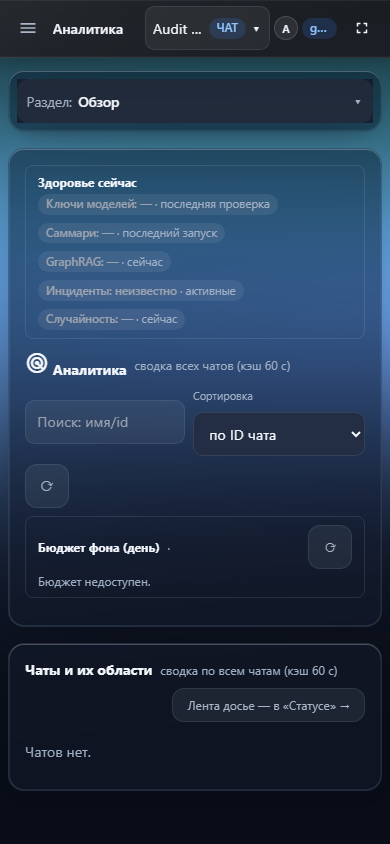 Аналитика
Audit ... ЧАТ ▾ A g...
Раздел: Обзор ▾
Здоровье сейчас
Ключи моделей: — · последняя проверка
Саммари: — · последний запуск
GraphRAG: — · сейчас
Инциденты: неизвестно · активные
Случайность: — · сейчас
Аналитика сводка всех чатов (кэш 60 с)
Сортировка
Поиск: имя/id
по ID чата
Бюджет фона (день) ·
Бюджет недоступен.
Чаты и их области сводка по всем чатам (кэш 60 с)
Лента досье — в «Статусе» →
Чатов нет.